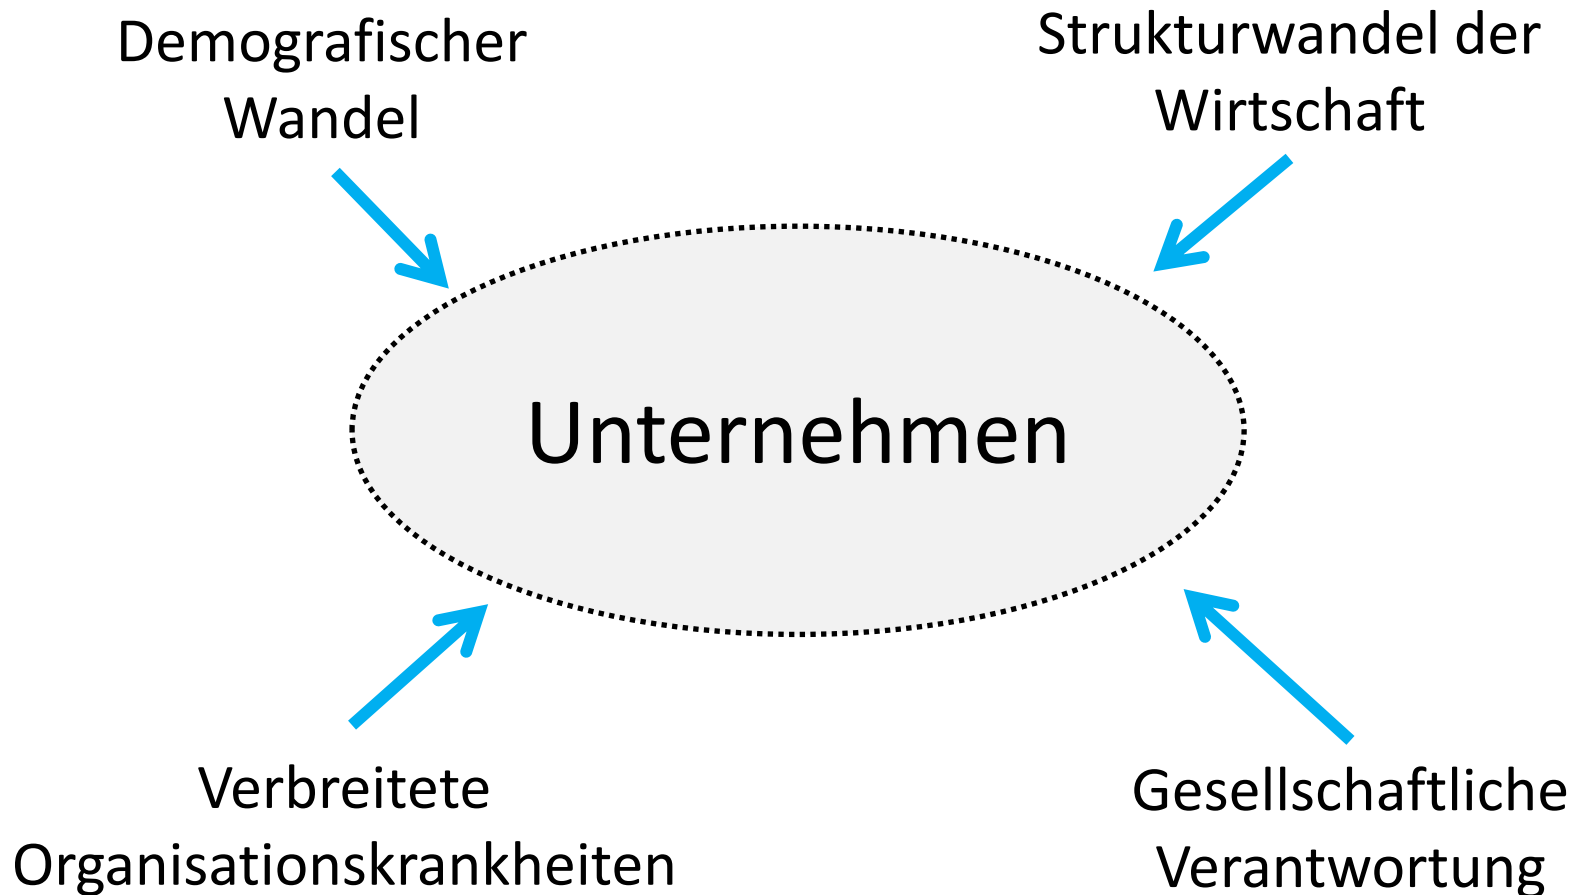 Demografischer
Wandel
Strukturwandel der
Wirtschaft
Unternehmen
Verbreitete
Organisationskrankheiten
Gesellschaftliche
Verantwortung